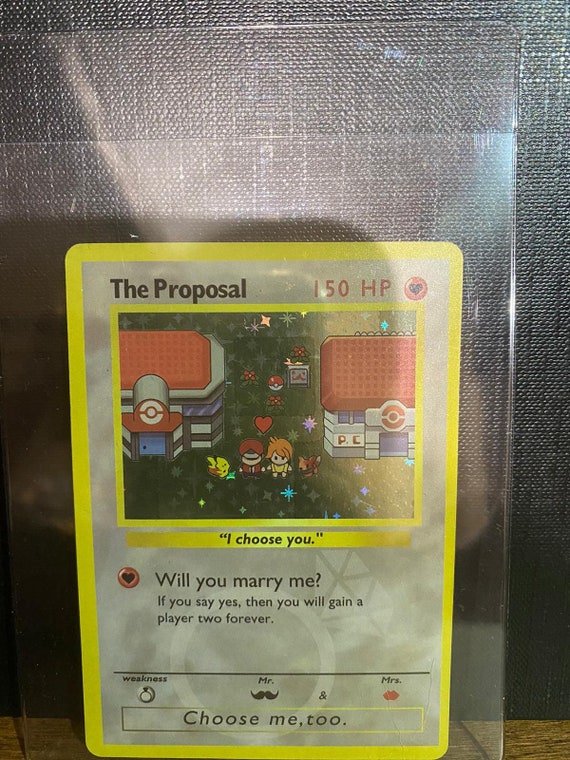 The Proposal 150 HP
P.C
"I choose you."
Will you marry me?
If you say yes, then you will gain a
player two forever.
weakness Mr. Mrs.
&
Choose me,too.